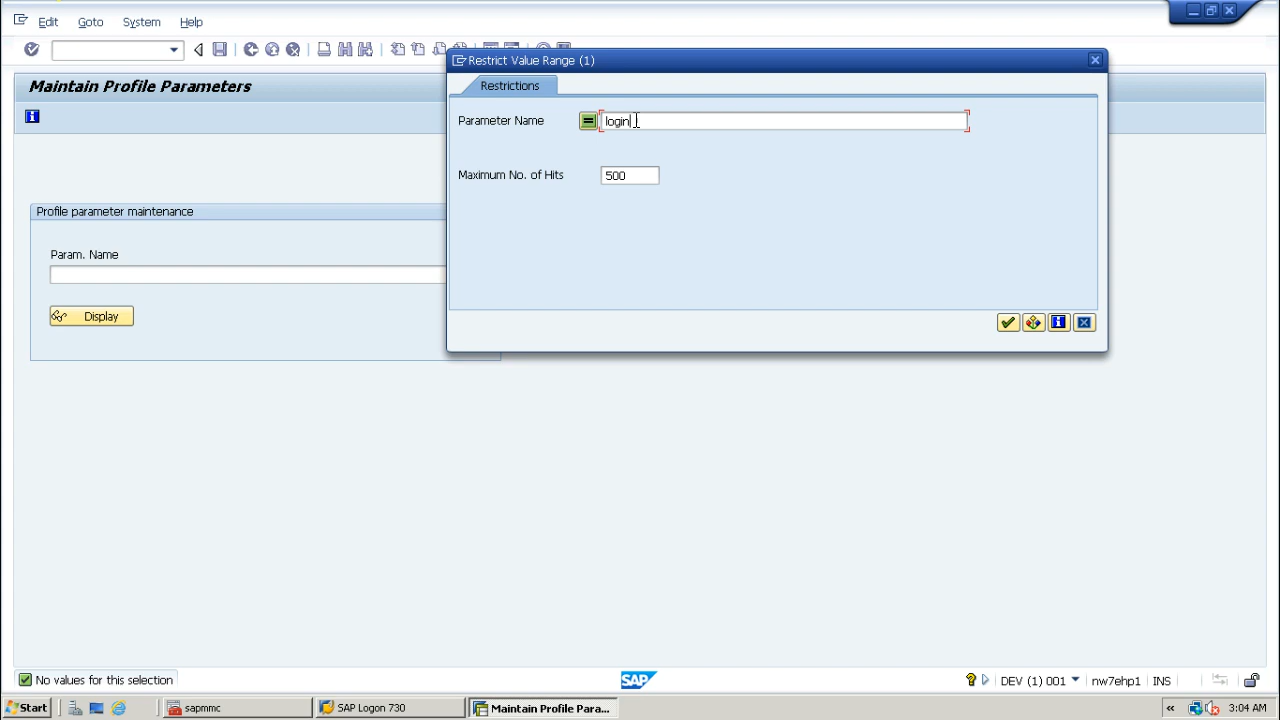 Edit Goto System Help
Maintain Profile Parameters
Restrict Value Range (1)
Restrictions
Parameter Name login
Maximum No. of Hits 500
Profile parameter maintenance
Param. Name
Display
No values for this selection
SAP
DEV (1) 001 nw7ehp1 INS
Start sapmmc SAP Logon 730 Maintain Profile Para... « 3:04 AM